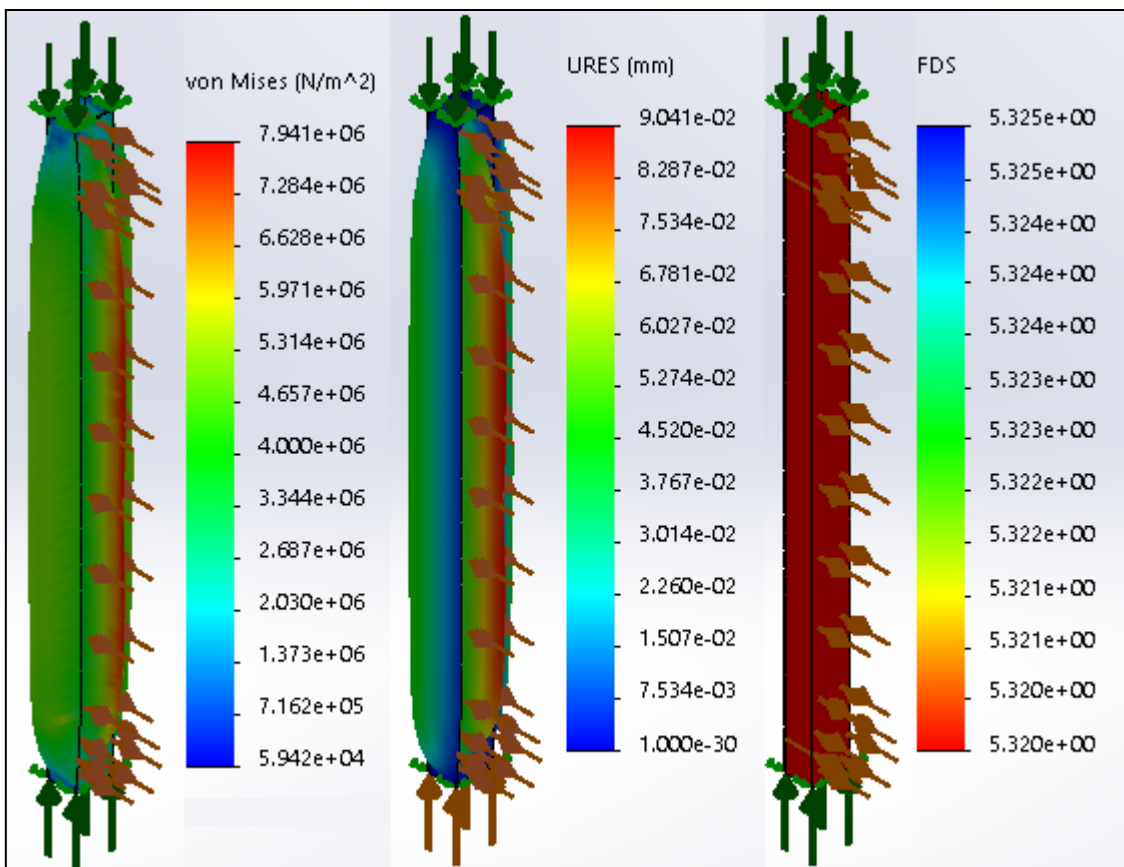 von Mises (N/m^2)
7.941e+06
7.284e+06
6.628e+06
5.971e+06
5.314e+06
4.657e+06
4.000e+06
3.344e+06
2.687e+06
2.030e+06
1.373e+06
7.162e+05
5.942e+04
URES (mm)
9.041e-02
8.287e-02
7.534e-02
6.781e-02
6.027e-02
5.274e-02
4.520e-02
3.767e-02
3.014e-02
2.260e-02
1.507e-02
7.534e-03
1.000e-30
FDS
5.325e+00
5.325e+00
5.324e+00
5.324e+00
5.324e+00
5.323e+00
5.323e+00
5.322e+00
5.322e+00
5.321e+00
5.321e+00
5.320e+00
5.320e+00